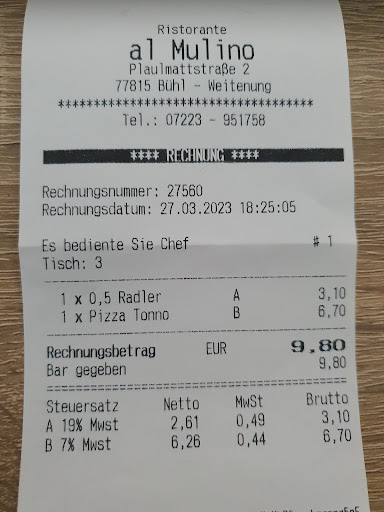 Ristorante
al Mulino
Plaulmattstraße 2
77815 Bühl - Weitenung
************************************
Tel.: 07223 - 951758
**** RECHNUNG ****
Rechnungsnummer: 27560
Rechnungsdatum: 27.03.2023 18:25:05
Es bediente Sie Chef # 1
Tisch: 3
1 x 0,5 Radler A 3,10
1 x Pizza Tonno B 6,70
Rechnungsbetrag EUR 9,80
Bar gegeben 9,80
Steuersatz Netto MwSt Brutto
A 19% Mwst 2,61 0,49 3,10
B 7% Mwst 6,26 0,44 6,70